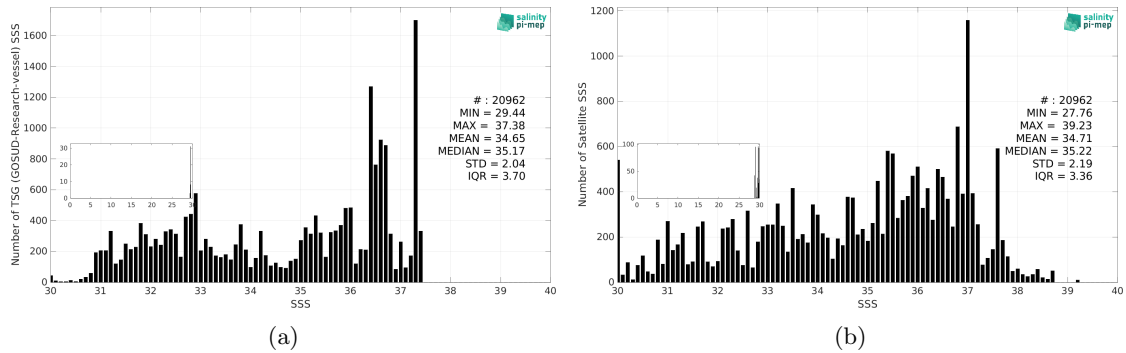 salinity
pi-mep
Number of TSG (GOSUD-Research-vessel) SSS
1600
1400
1200
1000
800
600
400
200
0
# : 20962
MIN = 29.44
MAX = 37.38
MEAN = 34.65
MEDIAN = 35.17
STD = 2.04
IQR = 3.70
30
20
10
0
0 5 10 15 20 25 30
30 31 32 33 34 35 36 37 38 39 40
SSS
(a)
salinity
pi-mep
Number of Satellite SSS
1200
1000
800
600
400
200
0
# : 20962
MIN = 27.76
MAX = 39.23
MEAN = 34.71
MEDIAN = 35.22
STD = 2.19
IQR = 3.36
100
50
0
0 5 10 15 20 25 30
30 31 32 33 34 35 36 37 38 39 40
SSS
(b)